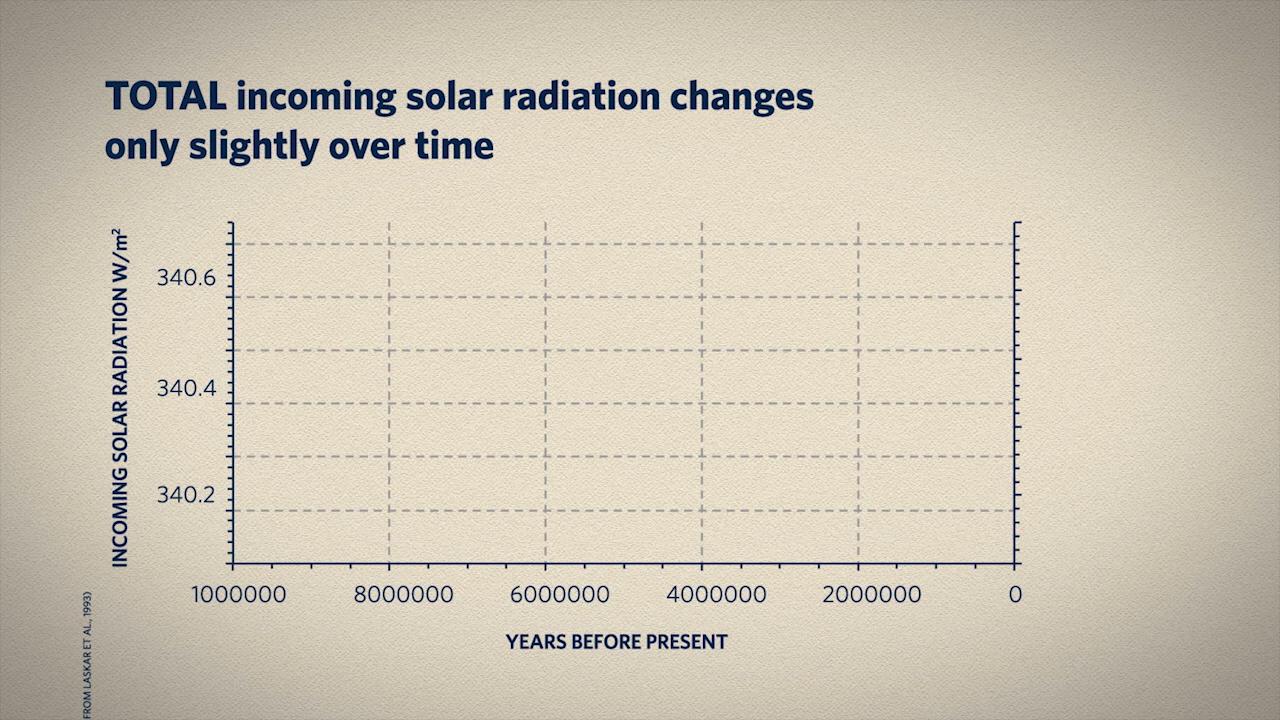 TOTAL incoming solar radiation changes
only slightly over time
INCOMING SOLAR RADIATION W/m²
340.6
340.4
340.2
1000000 8000000 6000000 4000000 2000000 0
YEARS BEFORE PRESENT
FROM LASKAR ET AL., 1993)